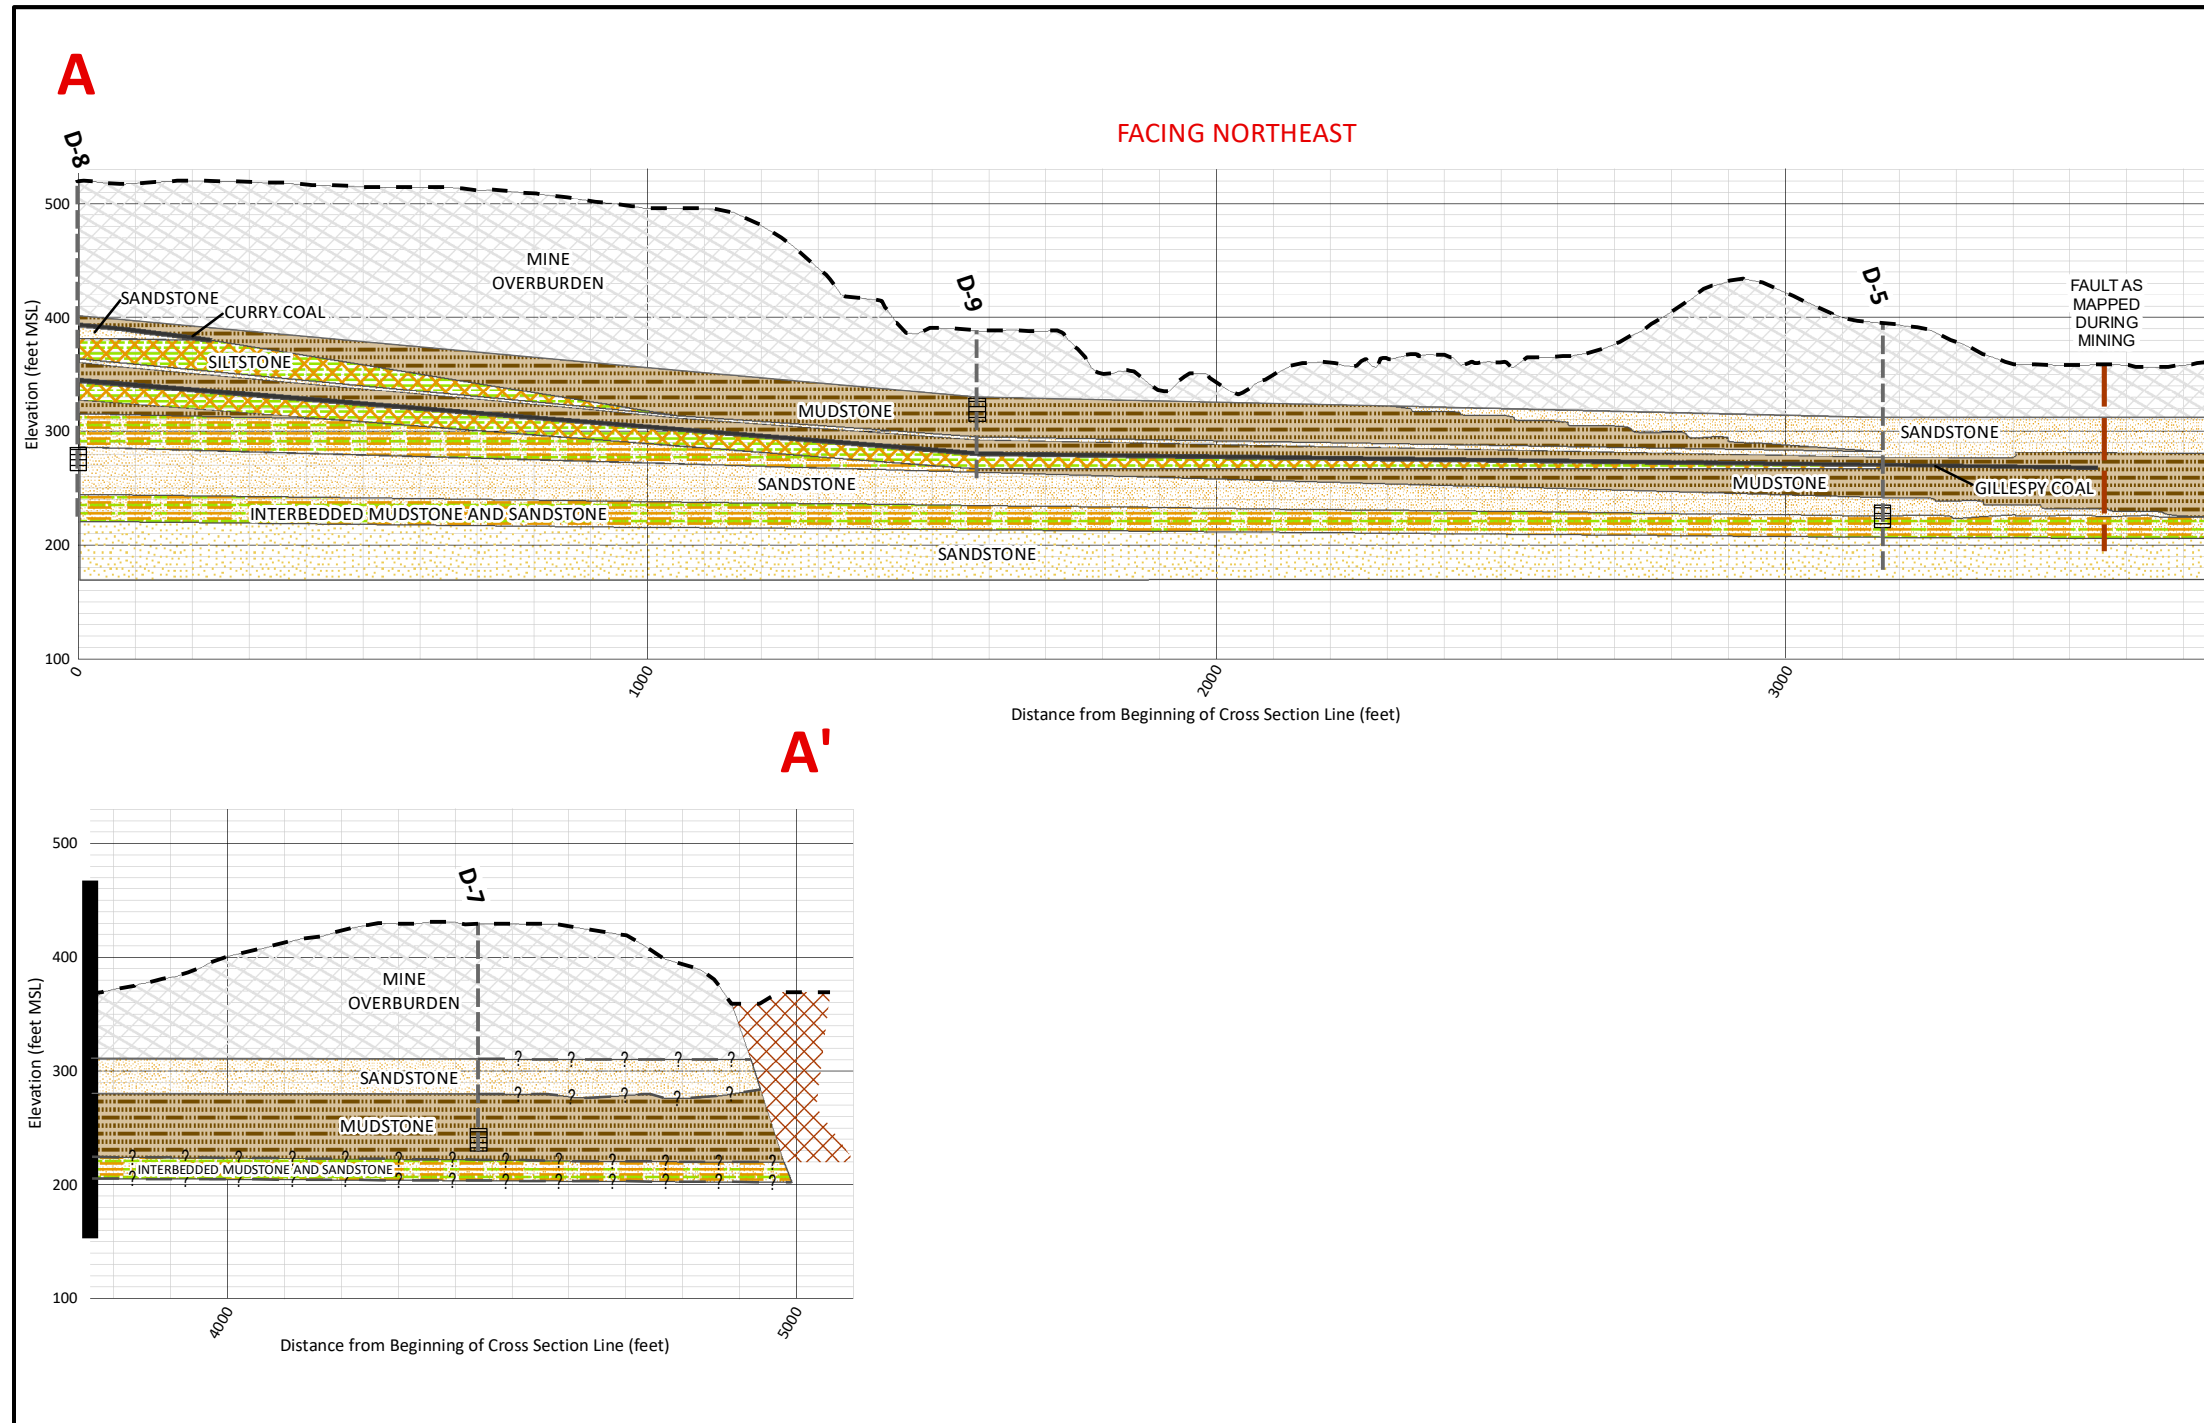 A
FACING NORTHEAST
D-8
D-9
D-5
500
400
300
200
100
Elevation (feet MSL)
MINE
OVERBURDEN
SANDSTONE
CURRY COAL
SILTSTONE
MUDSTONE
SANDSTONE
INTERBEDDED MUDSTONE AND SANDSTONE
SANDSTONE
FAULT AS
MAPPED
DURING
MINING
SANDSTONE
MUDSTONE
GILLESPY COAL
0
1000
2000
3000
Distance from Beginning of Cross Section Line (feet)
A'
D-7
500
400
300
200
100
Elevation (feet MSL)
MINE
OVERBURDEN
? ? ? ? ?
SANDSTONE
? ? ? ? ?
MUDSTONE
? ? ? ? ? ? ? ? ? ? ? ? ?
INTERBEDDED MUDSTONE AND SANDSTONE
? ? ? ? ? ? ? ? ? ? ? ? ?
4000
5000
Distance from Beginning of Cross Section Line (feet)